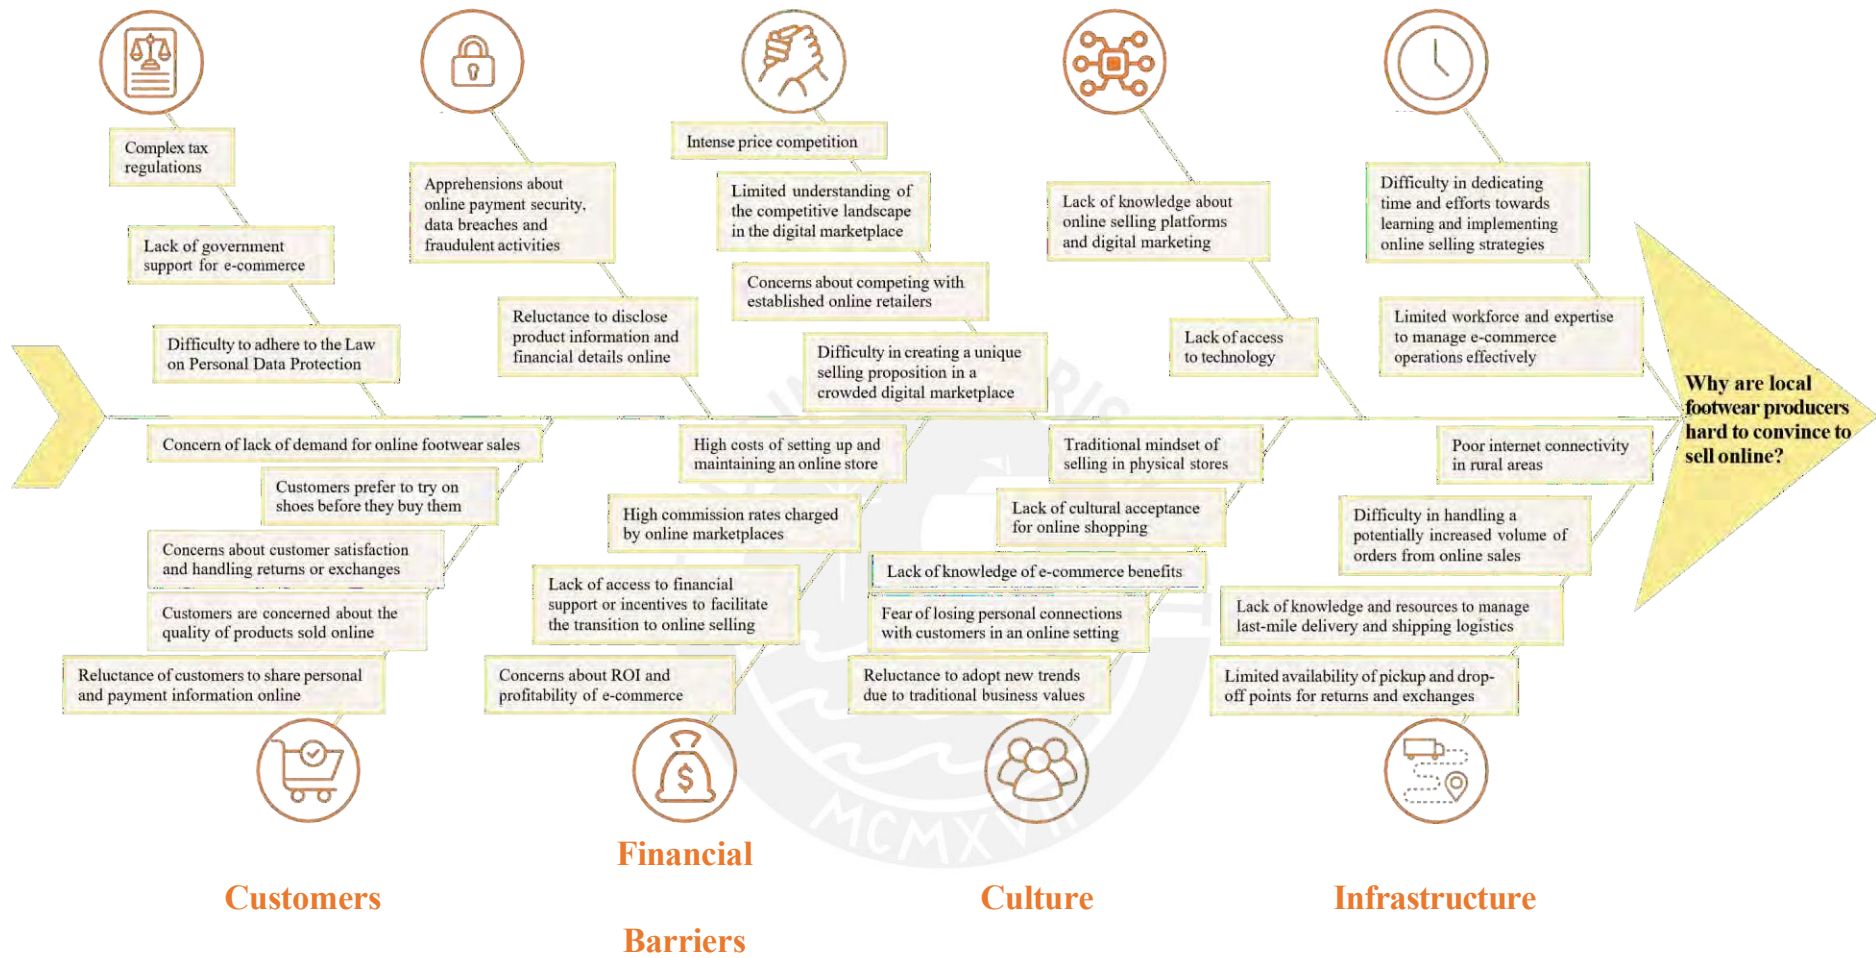 Complex tax
regulations
Lack of government
support for e-commerce
Difficulty to adhere to the Law
on Personal Data Protection
Apprehensions about
online payment security,
data breaches and
fraudulent activities
Reluctance to disclose
product information and
financial details online
Intense price competition
Limited understanding of
the competitive landscape
in the digital marketplace
Concerns about competing with
established online retailers
Difficulty in creating a unique
selling proposition in a
crowded digital marketplace
Lack of knowledge about
online selling platforms
and digital marketing
Lack of access
to technology
Difficulty in dedicating
time and efforts towards
learning and implementing
online selling strategies
Limited workforce and expertise
to manage e-commerce
operations effectively
Why are local
footwear producers
hard to convince to
sell online?
Concern of lack of demand for online footwear sales
Customers prefer to try on
shoes before they buy them
Concerns about customer satisfaction
and handling returns or exchanges
Customers are concerned about the
quality of products sold online
Reluctance of customers to share personal
and payment information online
High costs of setting up and
maintaining an online store
High commission rates charged
by online marketplaces
Lack of access to financial
support or incentives to facilitate
the transition to online selling
Concerns about ROI and
profitability of e-commerce
Traditional mindset of
selling in physical stores
Lack of cultural acceptance
for online shopping
Lack of knowledge of e-commerce benefits
Fear of losing personal connections
with customers in an online setting
Reluctance to adopt new trends
due to traditional business values
Poor internet connectivity
in rural areas
Difficulty in handling a
potentially increased volume of
orders from online sales
Lack of knowledge and resources to manage
last-mile delivery and shipping logistics
Limited availability of pickup and drop-
off points for returns and exchanges
$
MCMXVII
Customers
Financial
Barriers
Culture
Infrastructure